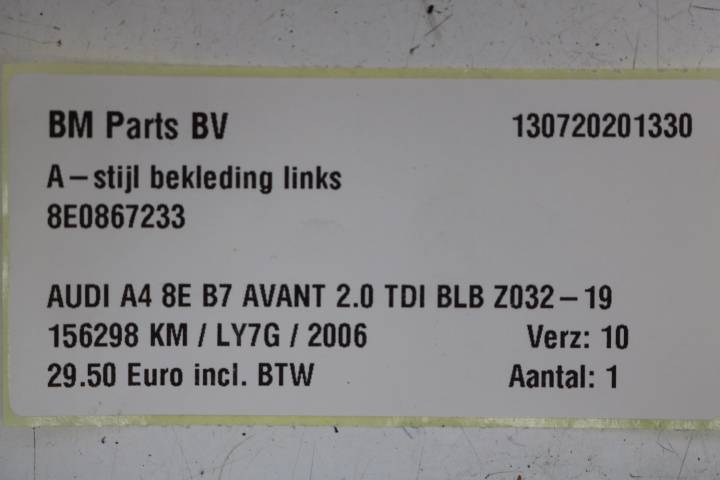 BM Parts BV 130720201330
A-stijl bekleding links
8E0867233
AUDI A4 8E B7 AVANT 2.0 TDI BLB Z032-19
156298 KM / LY7G / 2006 Verz: 10
29.50 Euro incl. BTW Aantal: 1